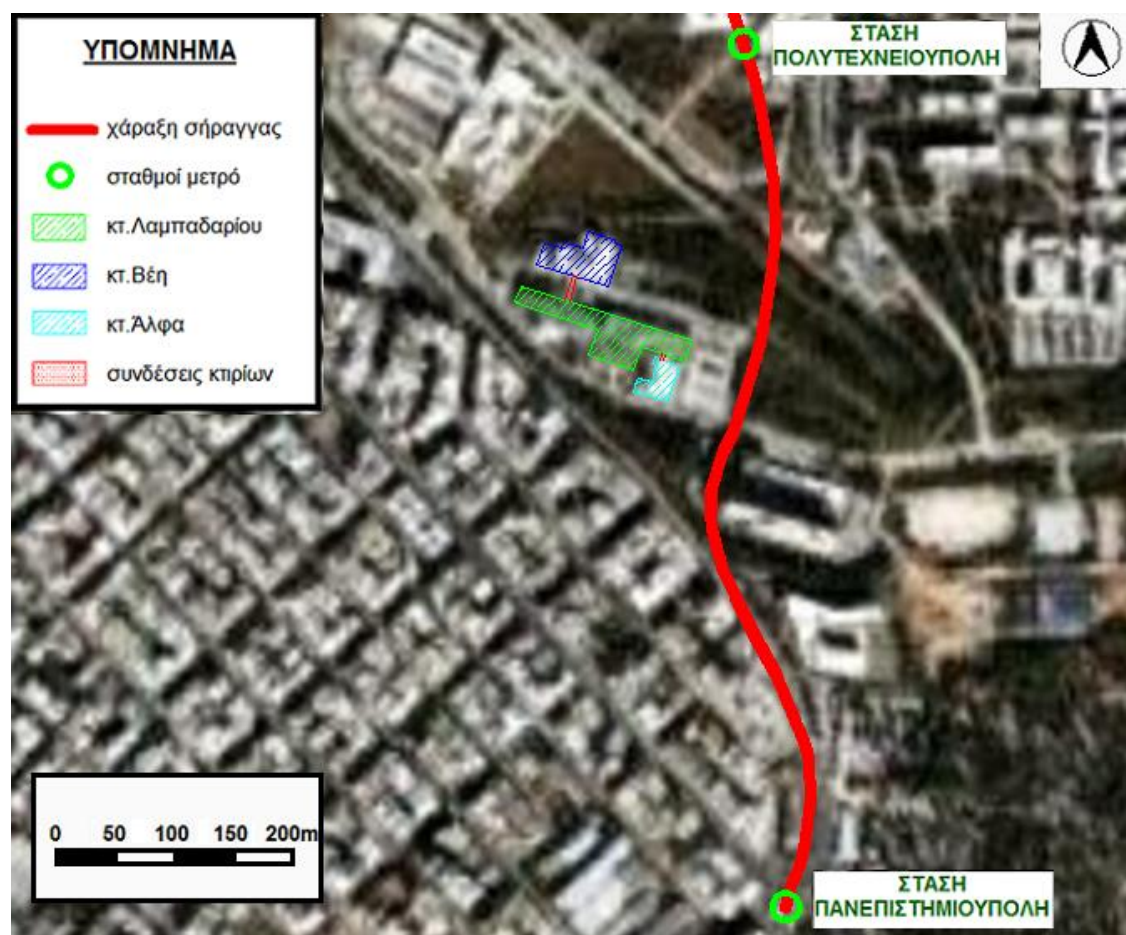 ΥΠΟΜΝΗΜΑ
χάραξη σήραγγας
σταθμοί μετρό
κτ.Λαμπαδαρίου
κτ.Βέη
κτ.Άλφα
συνδέσεις κτιρίων
ΣΤΑΣΗ
ΠΟΛΥΤΕΧΝΕΙΟΥΠΟΛΗ
0 50 100 150 200m
ΣΤΑΣΗ
ΠΑΝΕΠΙΣΤΗΜΙΟΥΠΟΛΗ